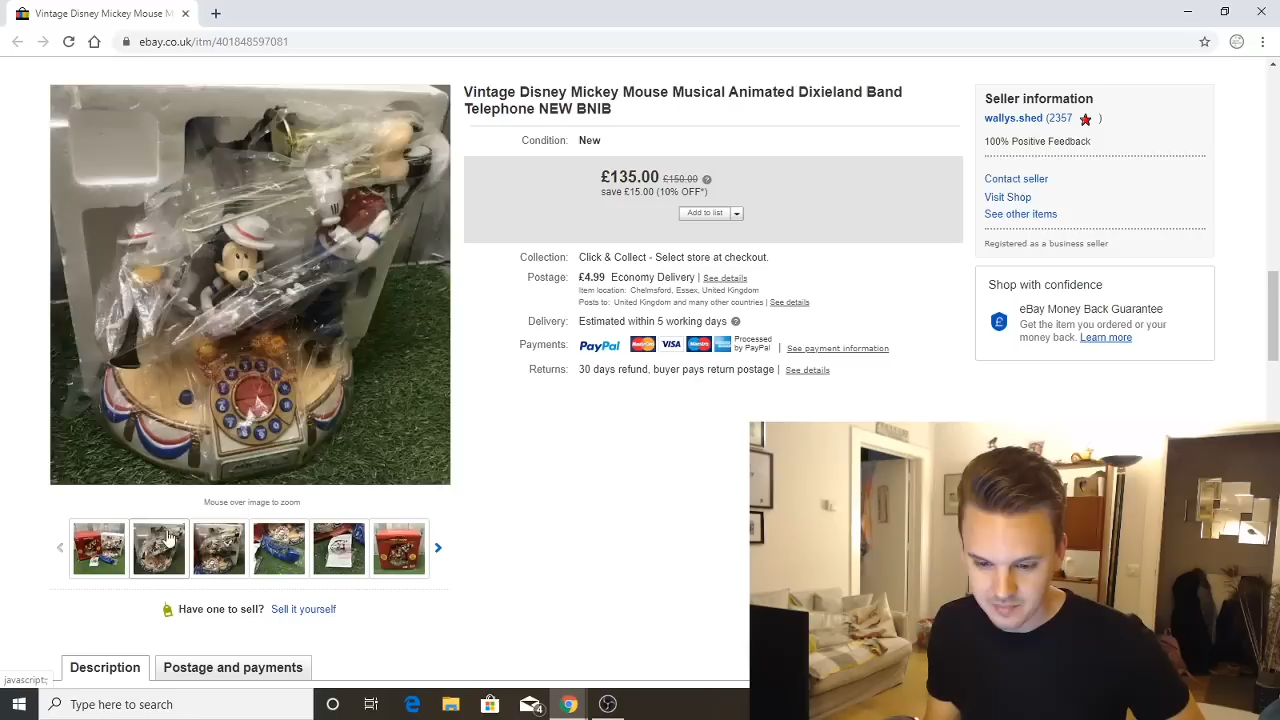 Vintage Disney Mickey Mouse M
ebay.co.uk/itm/401848597081
Vintage Disney Mickey Mouse Musical Animated Dixieland Band
Telephone NEW BNIB
Condition: New
£135.00 £150.00
save £15.00 (10% OFF*)
Add to list
Collection: Click & Collect - Select store at checkout.
Postage: £4.99 Economy Delivery | See details
Item location: Chelmsford, Essex, United Kingdom
Posts to: United Kingdom and many other countries | See details
Delivery: Estimated within 5 working days
Payments: PayPal MasterCard VISA Maestro Processed by PayPal | See payment information
Returns: 30 days refund, buyer pays return postage | See details
Seller information
wallys.shed (2357 )
100% Positive Feedback
Contact seller
Visit Shop
See other items
Registered as a business seller
Shop with confidence
eBay Money Back Guarantee
Get the item you ordered or your
money back. Learn more
Mouse over image to zoom
Have one to sell? Sell it yourself
Description Postage and payments
javascript:
Type here to search
4